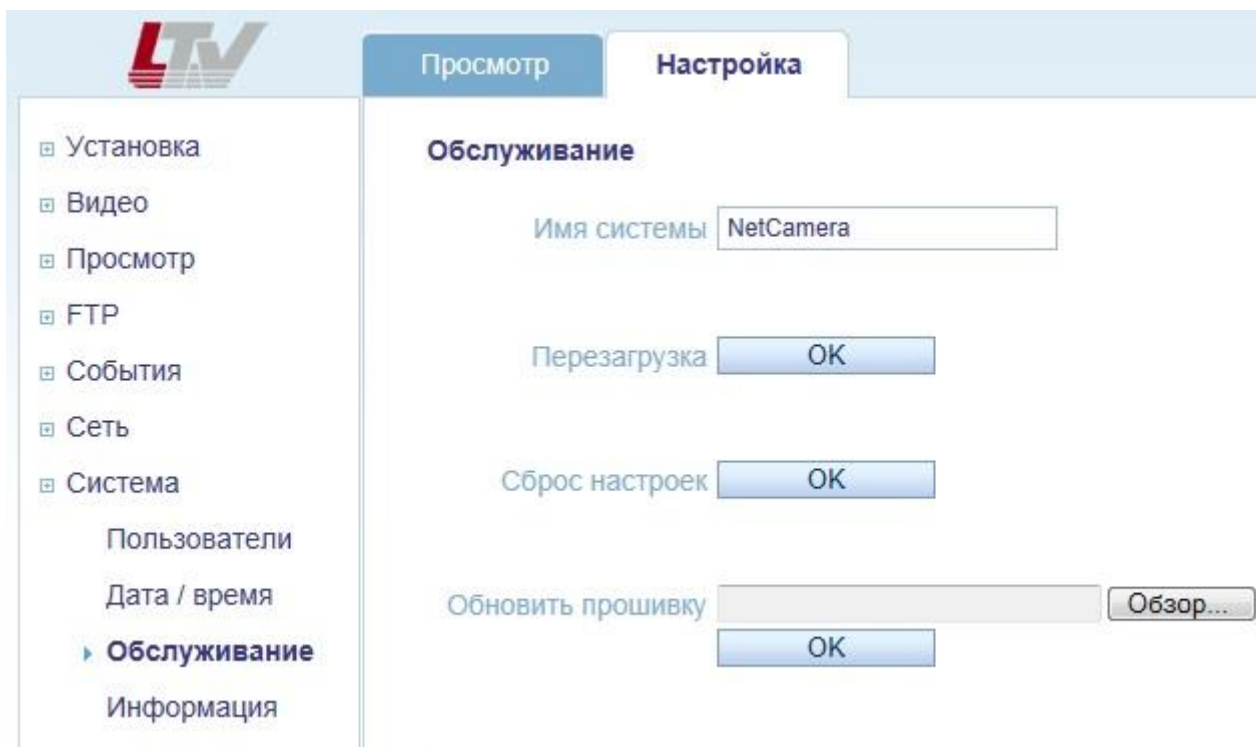 LTV
Просмотр
Настройка
Установка
Видео
Просмотр
FTP
События
Сеть
Система
Пользователи
Дата / время
Обслуживание
Информация
Обслуживание
Имя системы NetCamera
Перезагрузка OK
Сброс настроек OK
Обновить прошивку Обзор...
OK